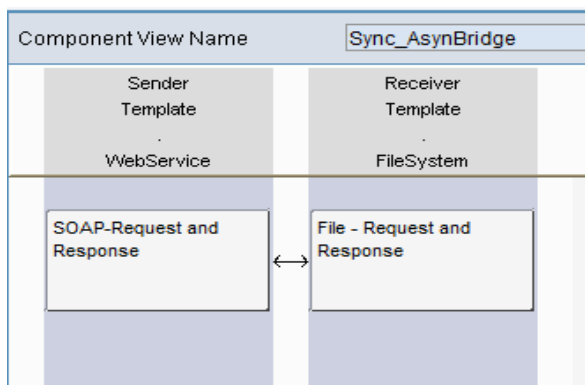 Component View Name Sync_AsynBridge
Sender Receiver
Template Template
. .
WebService FileSystem
SOAP-Request and File - Request and
Response Response